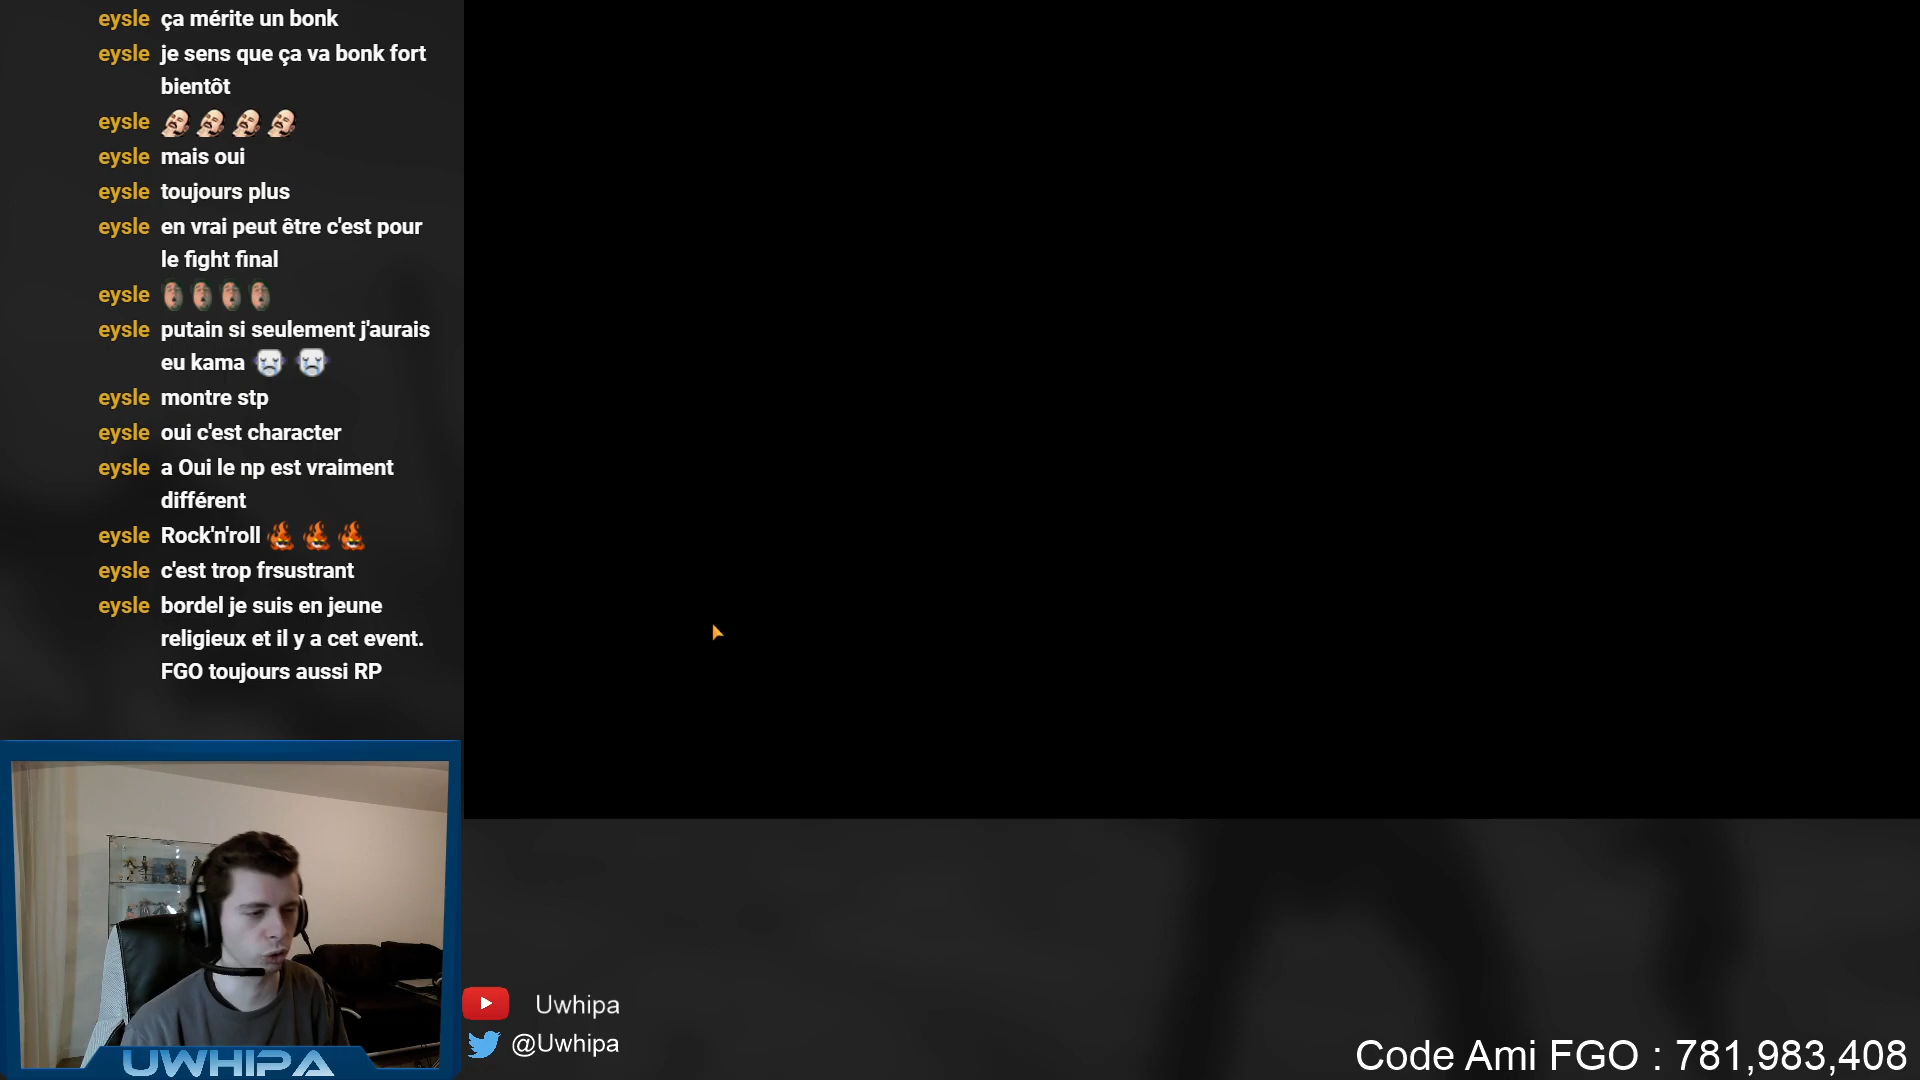 eysle ça mérite un bonk
eysle je sens que ça va bonk fort
bientôt
eysle
eysle mais oui
eysle toujours plus
eysle en vrai peut être c'est pour
le fight final
eysle
eysle putain si seulement j'aurais
eu kama
eysle montre stp
eysle oui c'est character
eysle a Oui le np est vraiment
différent
eysle Rock'n'roll
eysle c'est trop frsustrant
eysle bordel je suis en jeune
religieux et il y a cet event.
FGO toujours aussi RP
UWHIPA
Uwhipa
@Uwhipa
Code Ami FGO : 781,983,408